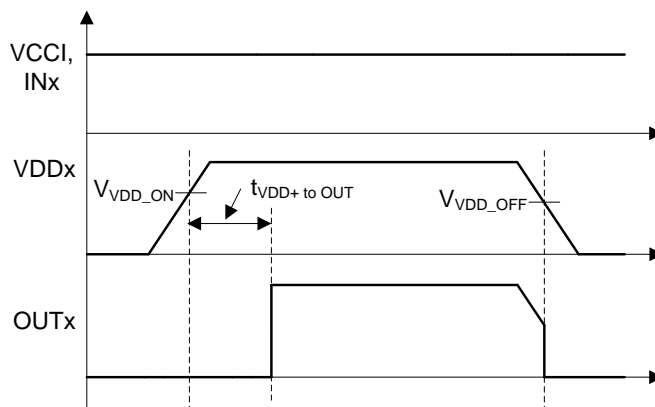 VCCI,
INx
VDDx
VVDD_ON
tVDD+ to OUT
VVDD_OFF
OUTx